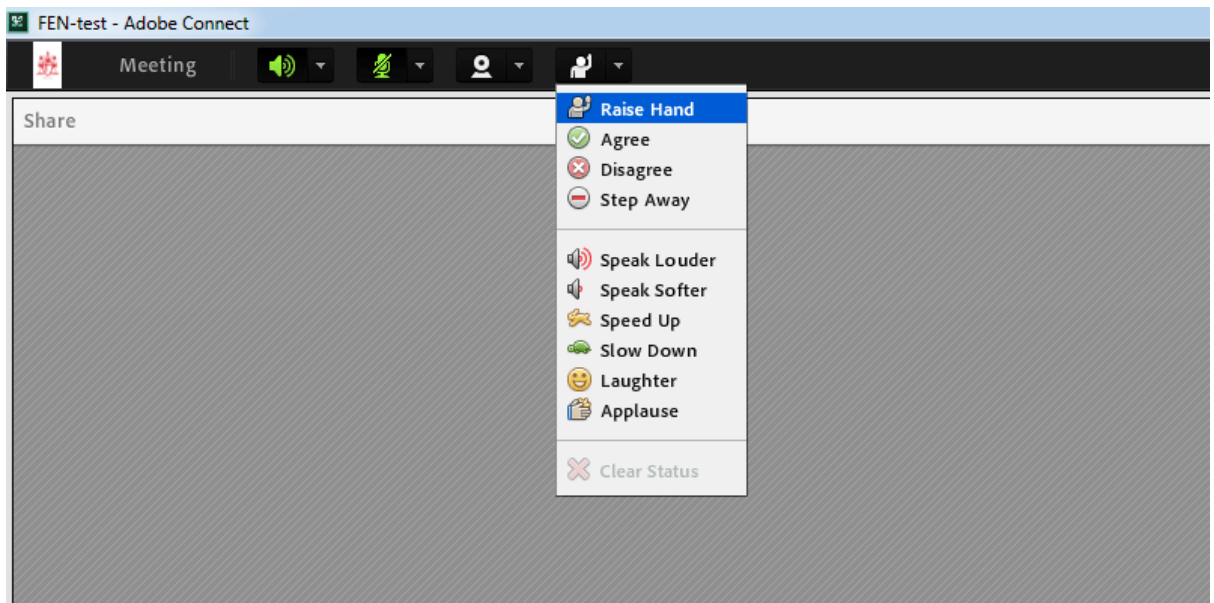 FEN-test - Adobe Connect
Meeting
Share
Raise Hand
Agree
Disagree
Step Away
Speak Louder
Speak Softer
Speed Up
Slow Down
Laughter
Applause
Clear Status